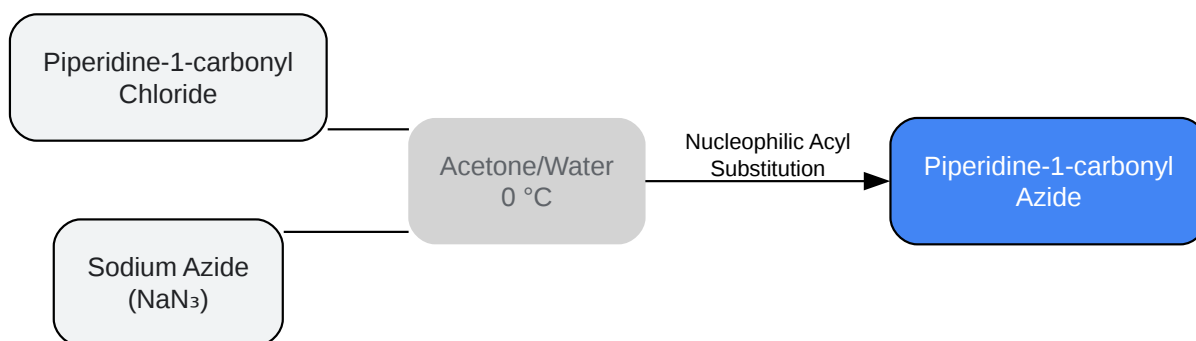 Piperidine-1-carbonyl
Chloride
Sodium Azide
(NaN₃)
Acetone/Water
0 °C
Nucleophilic Acyl
Substitution
Piperidine-1-carbonyl
Azide